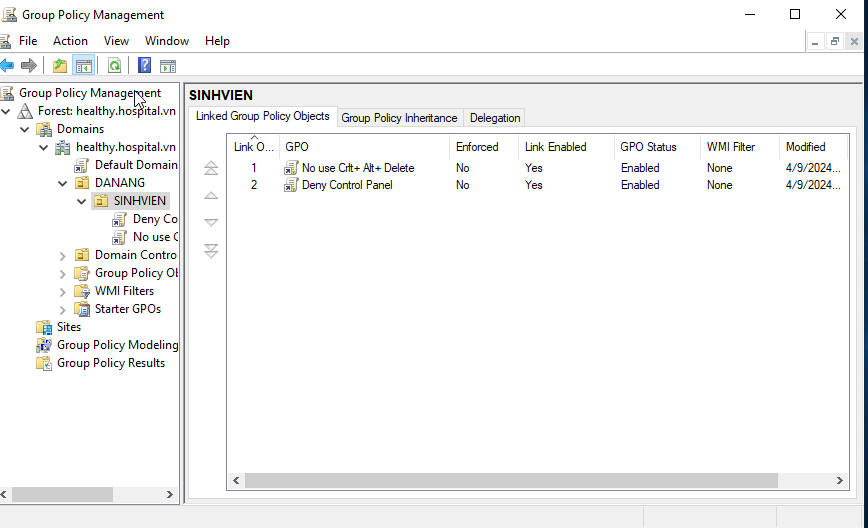 Group Policy Management
File Action View Window Help
Group Policy Management
Forest: healthy.hospital.vn
Domains
healthy.hospital.vn
Default Domain
DANANG
SINHVIEN
Deny Co
No use C
Domain Contro
Group Policy Ob
WMI Filters
Starter GPOs
Sites
Group Policy Modeling
Group Policy Results
SINHVIEN
Linked Group Policy Objects Group Policy Inheritance Delegation
Link O... GPO Enforced Link Enabled GPO Status WMI Filter Modified
1 No use Crlt+ Alt+ Delete No Yes Enabled None 4/9/2024...
2 Deny Control Panel No Yes Enabled None 4/9/2024...